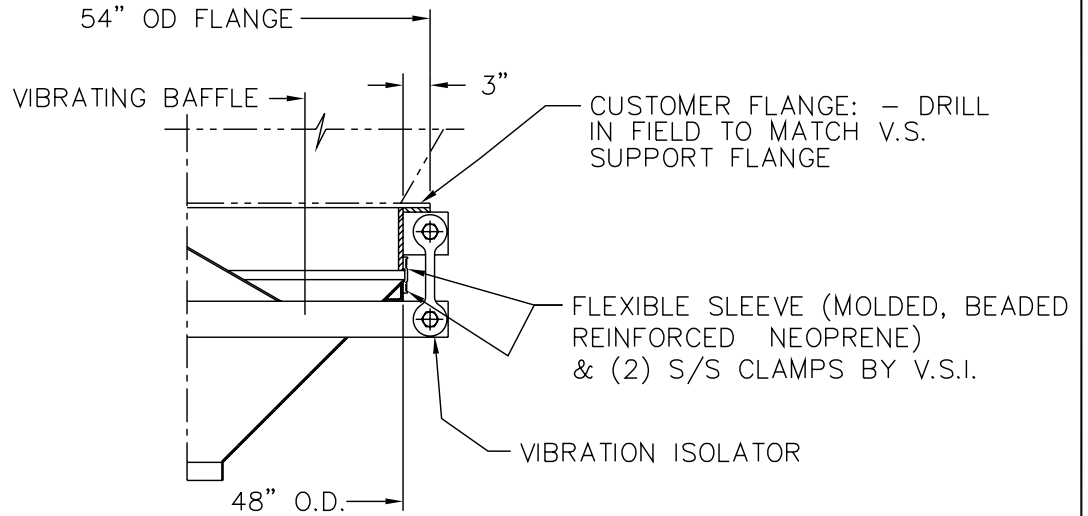 54” OD FLANGE
3”
VIBRATING BAFFLE
CUSTOMER FLANGE: – DRILL
IN FIELD TO MATCH V.S.
SUPPORT FLANGE
FLEXIBLE SLEEVE (MOLDED, BEADED
REINFORCED NEOPRENE)
& (2) S/S CLAMPS BY V.S.I.
VIBRATION ISOLATOR
48” O.D.